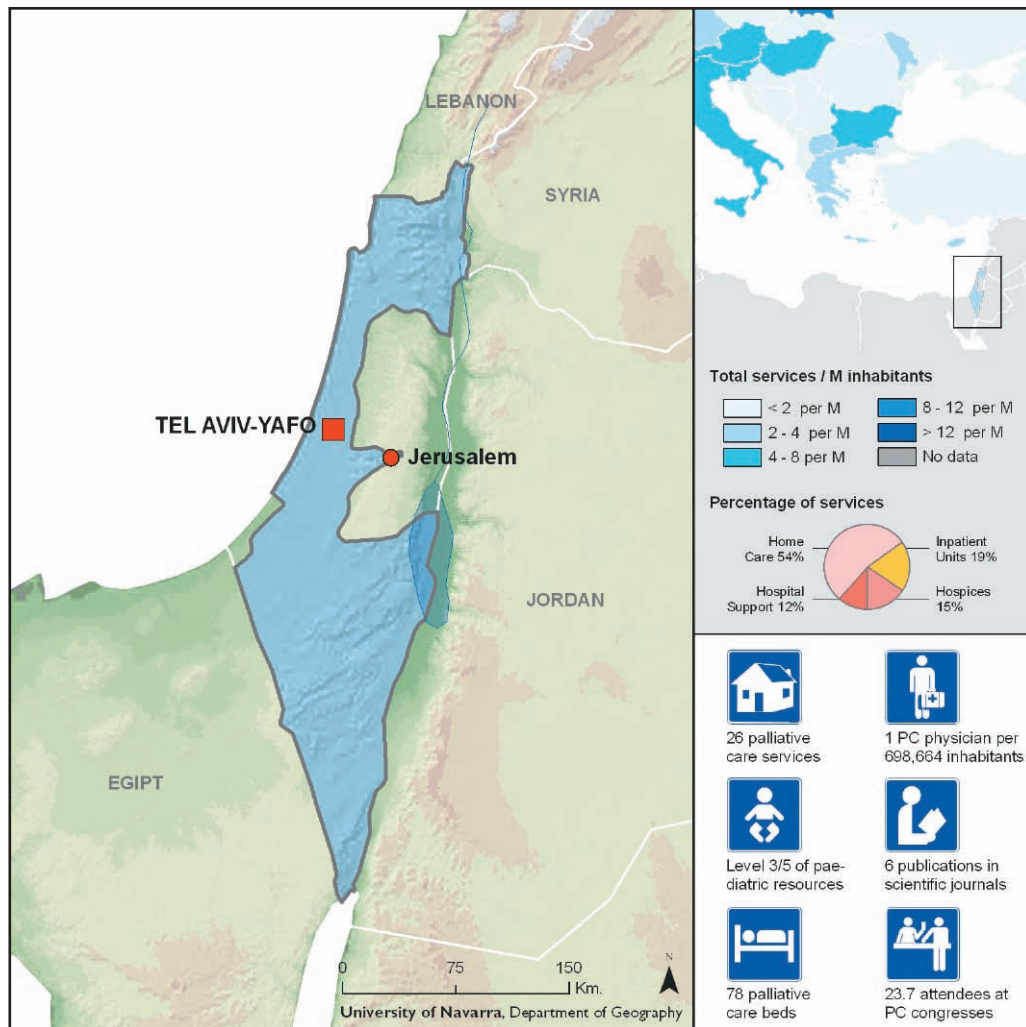 LEBANON
SYRIA
TEL AVIV-YAFO
Jerusalem
JORDAN
EGIPT
0 75 150
Km.
N
University of Navarra, Department of Geography
Total services / M inhabitants
< 2 per M
8 - 12 per M
2 - 4 per M
> 12 per M
4 - 8 per M
No data
Percentage of services
Home
Care 54%
Inpatient
Units 19%
Hospital
Support 12%
Hospices
15%
26 palliative
care services
1 PC physician per
698,664 inhabitants
Level 3/5 of pae-
diatric resources
6 publications in
scientific journals
78 palliative
care beds
23.7 attendees at
PC congresses